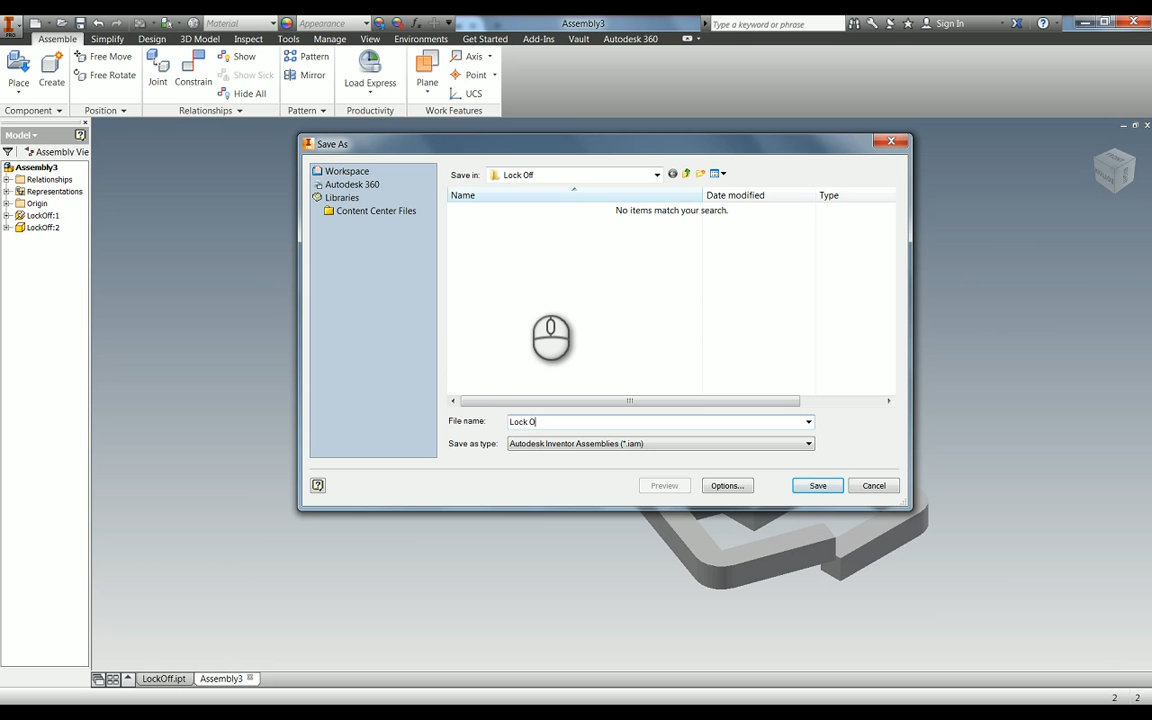 Material
Appearance
Assembly3
Type a keyword or phrase
Sign In
PRO
Assemble Simplify Design 3D Model Inspect Tools Manage View Environments Get Started Add-Ins Vault Autodesk 360
Place
Create
Free Move
Free Rotate
Joint
Constrain
Show
Show Sick
Hide All
Pattern
Mirror
Load Express
Plane
Axis
Point
UCS
Component
Position
Relationships
Pattern
Productivity
Work Features
Model
Assembly Vie
Assembly3
Relationships
Representations
Origin
LockOff:1
LockOff:2
Save As
Workspace
Autodesk 360
Libraries
Content Center Files
Save in: Lock Off
Name Date modified Type
No items match your search.
File name: Lock O
Save as type: Autodesk Inventor Assemblies (*.iam)
Preview Options... Save Cancel
FRONT
LockOff.ipt Assembly3
2 2